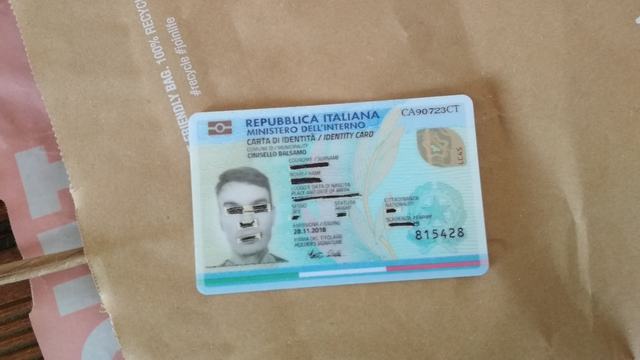 FRIENDLY BAG. 100% RECYC
#recycle #joinlife
REPUBBLICA ITALIANA
CA90723CT
MINISTERO DELL'INTERNO
CARTA DI IDENTITÀ / IDENTITY CARD
COMUNE DI / MUNICIPALITY
CINISELLO BALSAMO
COGNOME / SURNAME
NOME / NAME
LUOGO E DATA DI NASCITA
PLACE AND DATE OF BIRTH
SESSO
STATURA
CITTADINANZA
SEX
HEIGHT
NATIONALITY
EMISSIONE / ISSUING
SCADENZA / EXPIRY
28.11.2018
FIRMA DEL TITOLARE
HOLDER'S SIGNATURE
815428